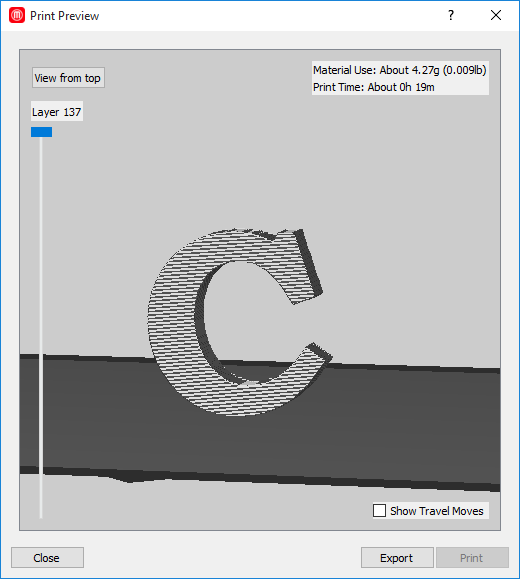 Print Preview
?
View from top
Material Use: About 4.27g (0.009lb)
Print Time: About 0h 19m
Layer 137
C
Show Travel Moves
Close
Export
Print